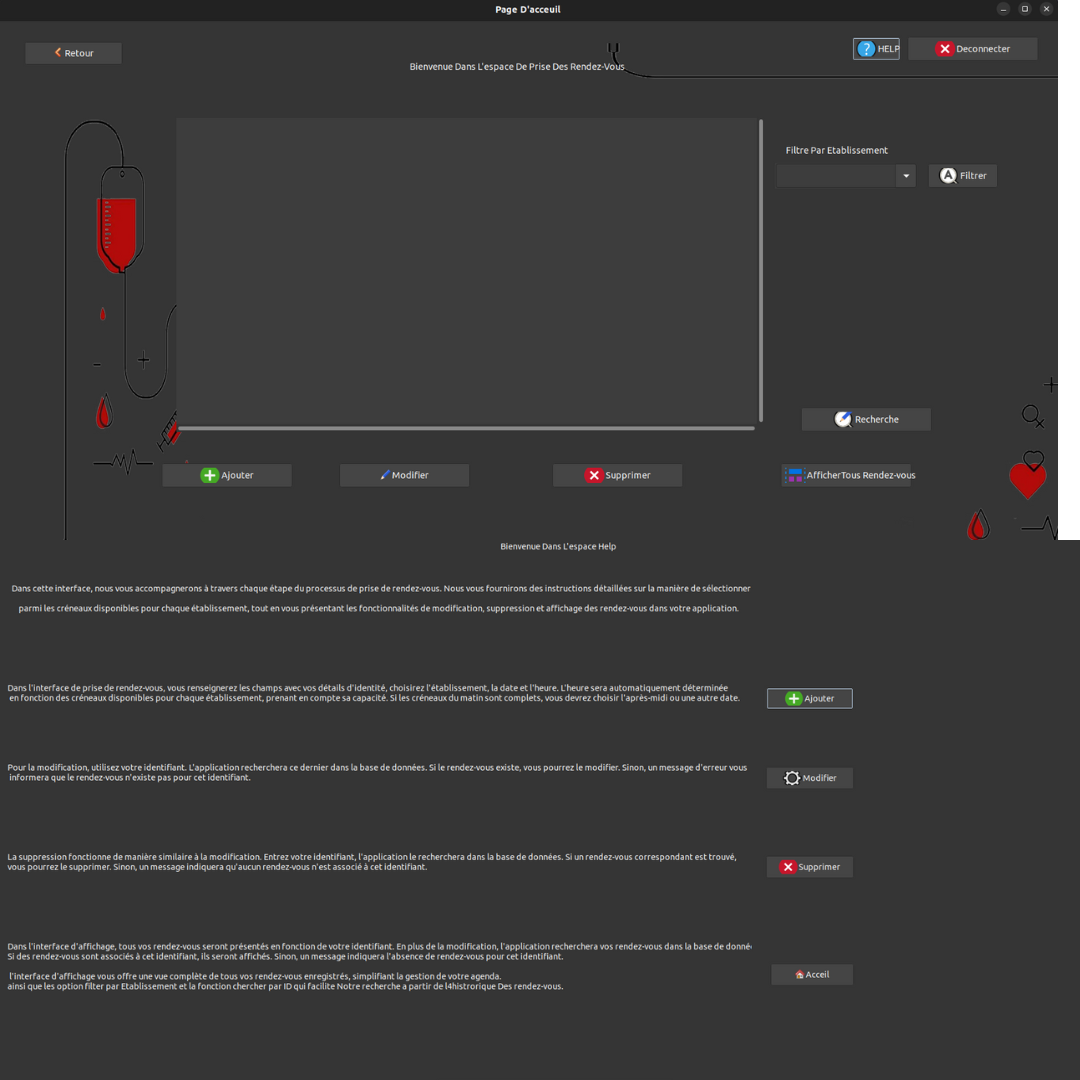 Page D'acceuil
Retour
HELP
Deconnecter
Bienvenue Dans L'espace De Prise Des Rendez-Vous
Filtre Par Etablissement
Filtrer
Recherche
Ajouter
Modifier
Supprimer
AfficherTous Rendez-vous
Bienvenue Dans L'espace Help
Dans cette interface, nous vous accompagnerons à travers chaque étape du processus de prise de rendez-vous. Nous vous fournirons des instructions détaillées sur la manière de sélectionner
parmi les créneaux disponibles pour chaque établissement, tout en vous présentant les fonctionnalités de modification, suppression et affichage des rendez-vous dans votre application.
Dans l'interface de prise de rendez-vous, vous renseignerez les champs avec vos détails d'identité, choisirez l'établissement, la date et l'heure. L'heure sera automatiquement déterminée
en fonction des créneaux disponibles pour chaque établissement, prenant en compte sa capacité. Si les créneaux du matin sont complets, vous devrez choisir l'après-midi ou une autre date.
Ajouter
Pour la modification, utilisez votre identifiant. L'application recherchera ce dernier dans la base de données. Si le rendez-vous existe, vous pourrez le modifier. Sinon, un message d'erreur vous
informera que le rendez-vous n'existe pas pour cet identifiant.
Modifier
La suppression fonctionne de manière similaire à la modification. Entrez votre identifiant, l'application le recherchera dans la base de données. Si un rendez-vous correspondant est trouvé,
vous pourrez le supprimer. Sinon, un message indiquera qu'aucun rendez-vous n'est associé à cet identifiant.
Supprimer
Dans l'interface d'affichage, tous vos rendez-vous seront présentés en fonction de votre identifiant. En plus de la modification, l'application recherchera vos rendez-vous dans la base de donné
Si des rendez-vous sont associés à cet identifiant, ils seront affichés. Sinon, un message indiquera l'absence de rendez-vous pour cet identifiant.
l'interface d'affichage vous offre une vue complète de tous vos rendez-vous enregistrés, simplifiant la gestion de votre agenda.
ainsi que les option filter par Etablissement et la fonction chercher par ID qui facilite Notre recherche a partir de l4histrorique Des rendez-vous.
Acceil